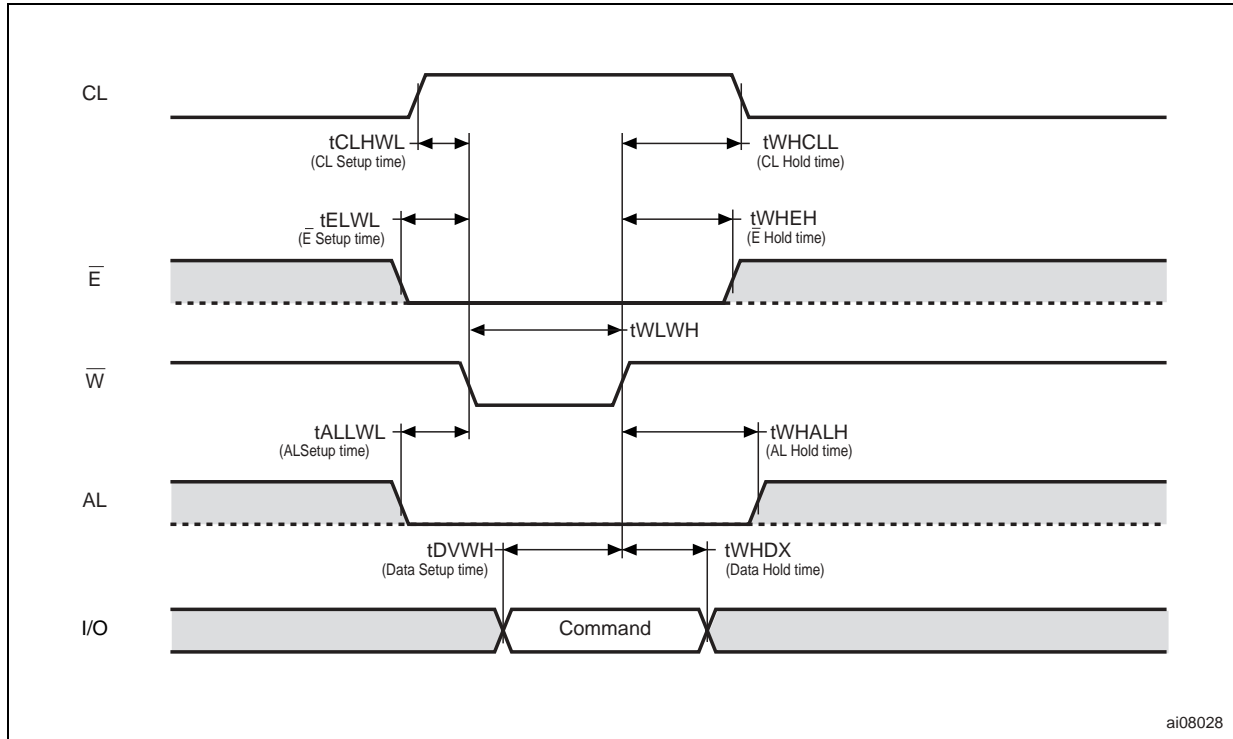 CL
tCLHWL
(CL Setup time)
tWHCLL
(CL Hold time)
tELWL
(E̅ Setup time)
tWHEH
(E̅ Hold time)
E̅
tWLWH
W̅
tALLWL
(ALSetup time)
tWHALH
(AL Hold time)
AL
tDVWH
(Data Setup time)
tWHDX
(Data Hold time)
I/O
Command
ai08028